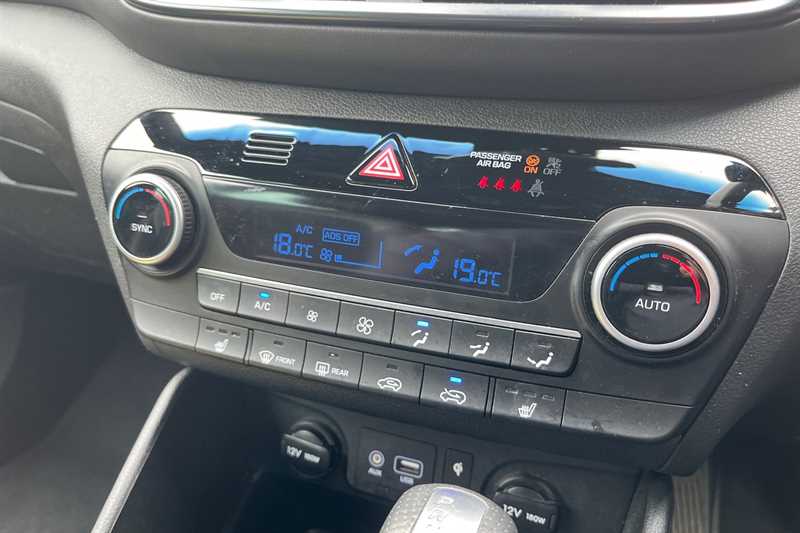 PASSENGER AIR BAG ON OFF
SYNC
A/C ADS OFF
18.0°C 19.0°C
AUTO
OFF A/C
FRONT REAR
12V 180W AUX USB 12V 180W